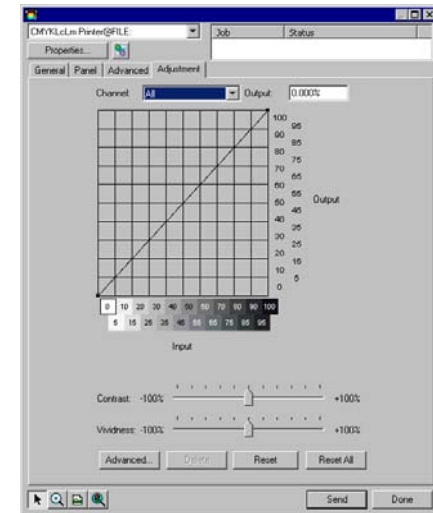 CMYKLcLm Printer@FILE:
Job Status
Properties...
General Panel Advanced Adjustment
Channel: All Output: 0.000%
100
95
90
85
80
75
70
65
60
55
50
45
40
35
30
25
20
15
10
5
0
Output
0 10 20 30 40 50 60 70 80 90 100
5 15 25 35 45 55 65 75 85 95
Input
Contrast: -100% +100%
Vividness: -100% +100%
Advanced... Delete Reset Reset All
Send Done